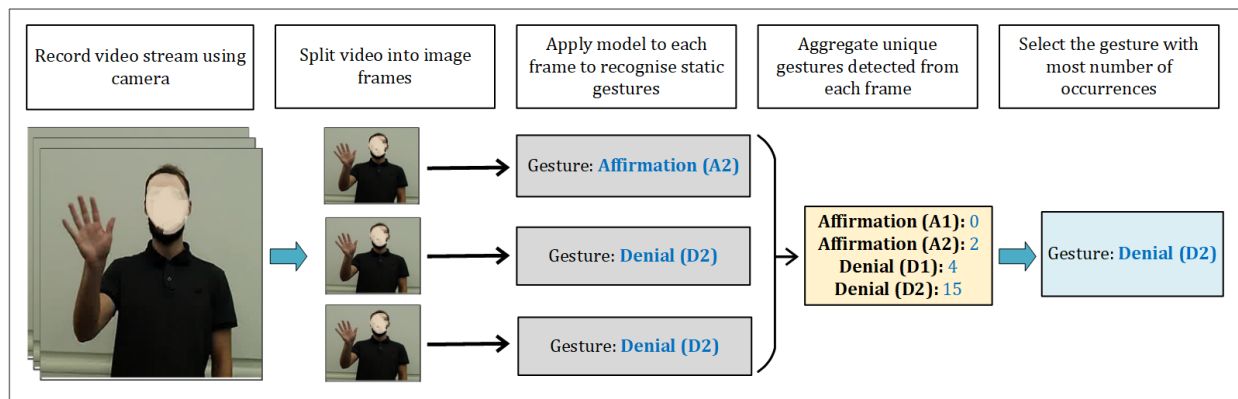 Record video stream using
camera
Split video into image
frames
Apply model to each
frame to recognise static
gestures
Aggregate unique
gestures detected from
each frame
Select the gesture with
most number of
occurrences
Gesture: Affirmation (A2)
Gesture: Denial (D2)
Gesture: Denial (D2)
Affirmation (A1): 0
Affirmation (A2): 2
Denial (D1): 4
Denial (D2): 15
Gesture: Denial (D2)